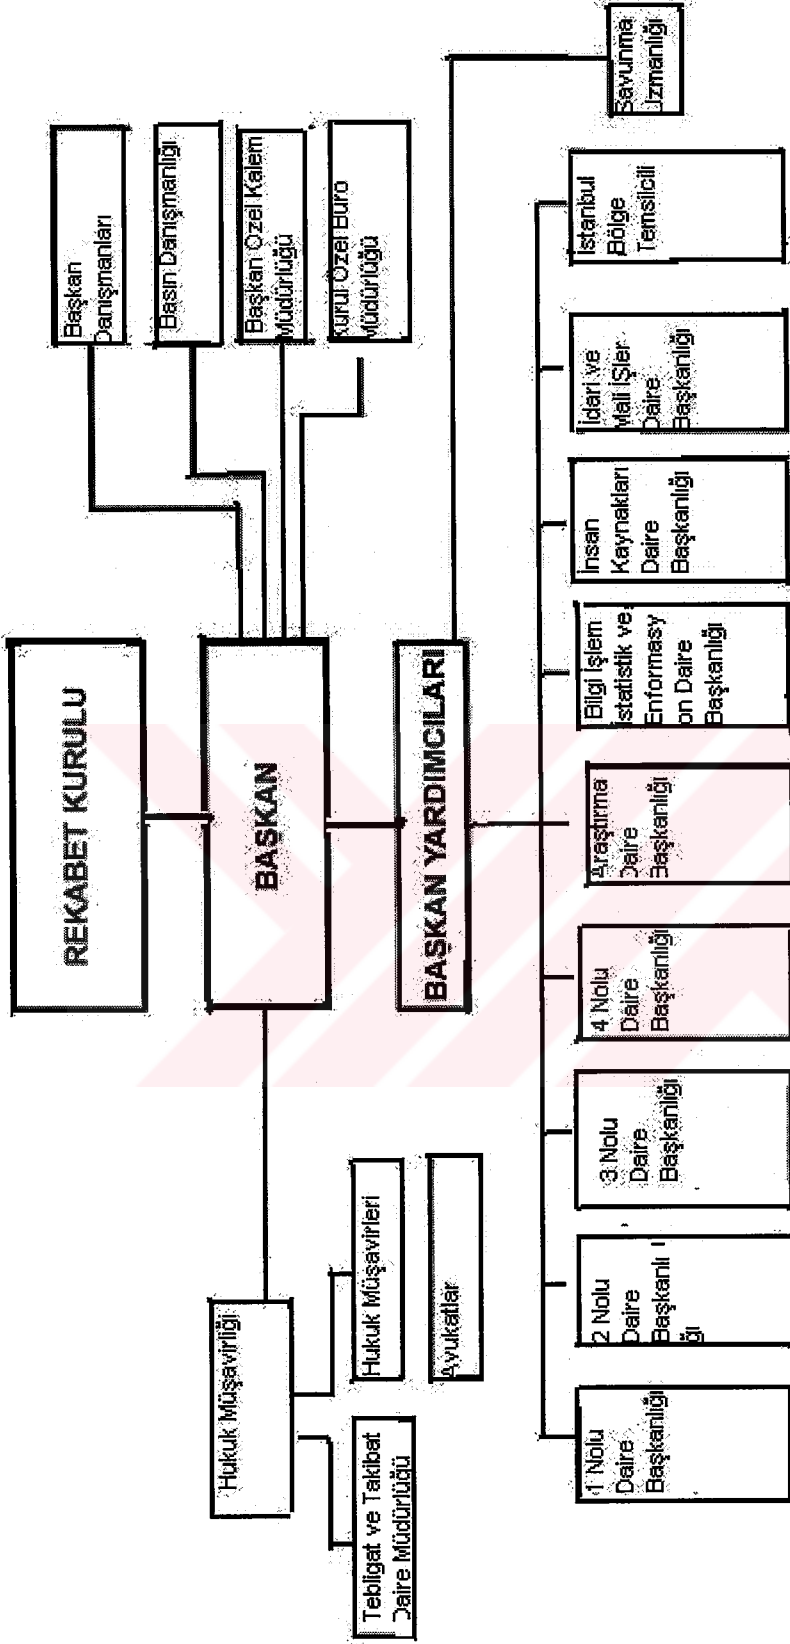 REKABET KURULU
BAŞKAN
BAŞKAN YARDIMCILARI
Başkan
Danışmanları
Basın Danışmanlığı
Başkan Özel Kalem
Müdürlüğü
Kurul Özel Büro
Müdürlüğü
Hukuk Müşavirliği
Tebligat ve Takibat
Daire Müdürlüğü
Hukuk Müşavirleri
Avukatlar
1 Nolu
Daire
Başkanlığı
2 Nolu
Daire
Başkanlı
ğı
3 Nolu
Daire
Başkanlığı
4 Nolu
Daire
Başkanlığı
Araştırma
Daire
Başkanlığı
Bilgi İşlem
İstatistik ve
Enformasy
on Daire
Başkanlığı
İnsan
Kaynakları
Daire
Başkanlığı
İdari ve
Mali İşler
Daire
Başkanlığı
İstanbul
Bölge
Temsilcili
Savunma
Uzmanlığı